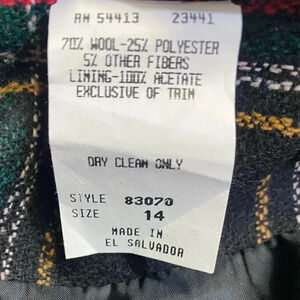 RN 54413 23441
70% WOOL-25% POLYESTER
5% OTHER FIBERS
LINING-100% ACETATE
EXCLUSIVE OF TRIM
DRY CLEAN ONLY
STYLE 83070
SIZE 14
MADE IN
EL SALVADOR